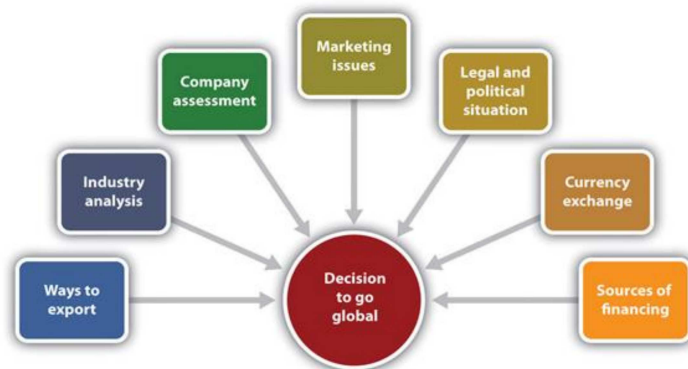 Marketing
issues
Company
assessment
Legal and
political
situation
Industry
analysis
Currency
exchange
Ways to
export
Decision
to go
global
Sources of
financing